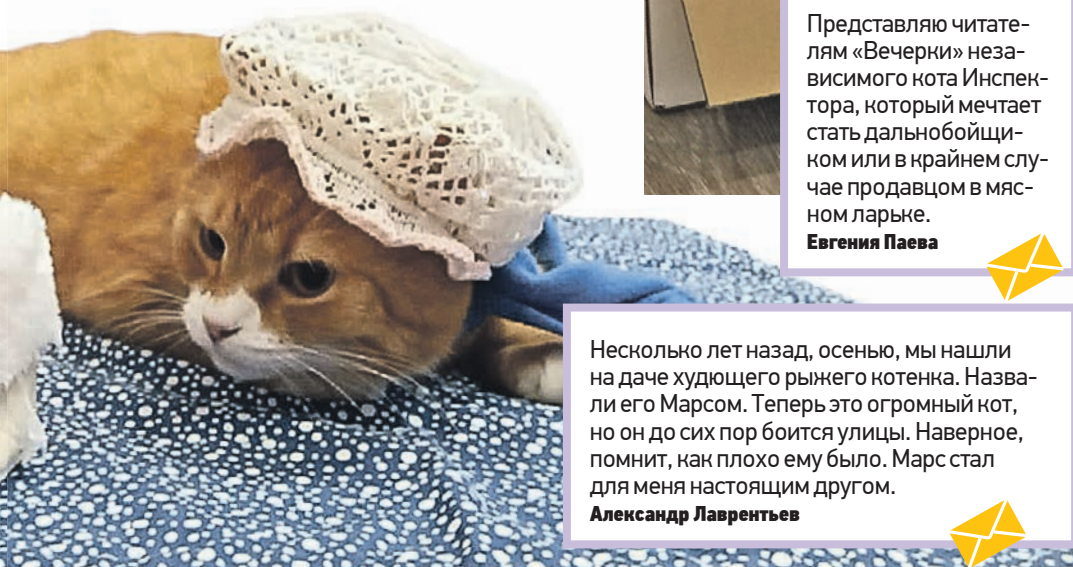 Представляю читате-
лям «Вечерки» неза-
висимого кота Инспек-
тора, который мечтает
стать дальнобойщи-
ком или в крайнем слу-
чае продавцом в мяс-
ном ларьке.
Евгения Паева
Несколько лет назад, осенью, мы нашли
на даче худющего рыжего котенка. Назва-
ли его Марсом. Теперь это огромный кот,
но он до сих пор боится улицы. Наверное,
помнит, как плохо ему было. Марс стал
для меня настоящим другом.
Александр Лаврентьев